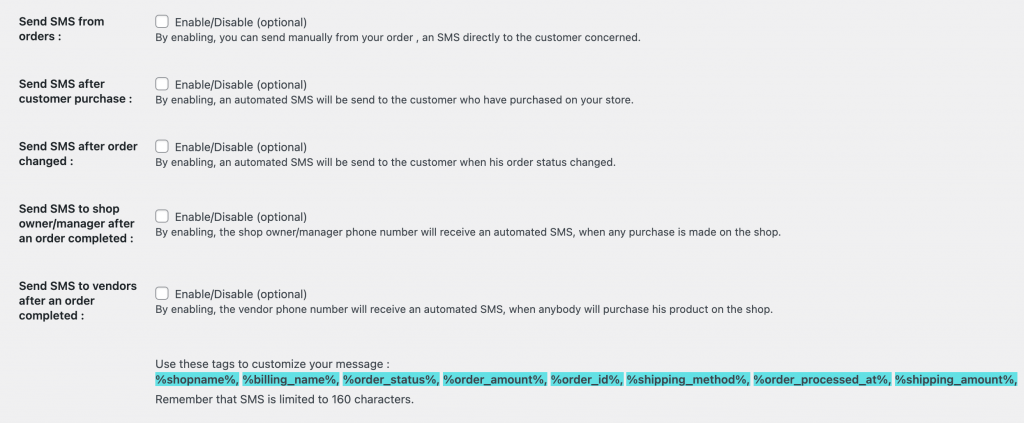 Send SMS from
orders :
Enable/Disable (optional)
By enabling, you can send manually from your order , an SMS directly to the customer concerned.
Send SMS after
customer purchase :
Enable/Disable (optional)
By enabling, an automated SMS will be send to the customer who have purchased on your store.
Send SMS after order
changed :
Enable/Disable (optional)
By enabling, an automated SMS will be send to the customer when his order status changed.
Send SMS to shop
owner/manager after
an order completed :
Enable/Disable (optional)
By enabling, the shop owner/manager phone number will receive an automated SMS, when any purchase is made on the shop.
Send SMS to vendors
after an order
completed :
Enable/Disable (optional)
By enabling, the vendor phone number will receive an automated SMS, when anybody will purchase his product on the shop.
Use these tags to customize your message :
%shopname%, %billing_name%, %order_status%, %order_amount%, %order_id%, %shipping_method%, %order_processed_at%, %shipping_amount%,
Remember that SMS is limited to 160 characters.